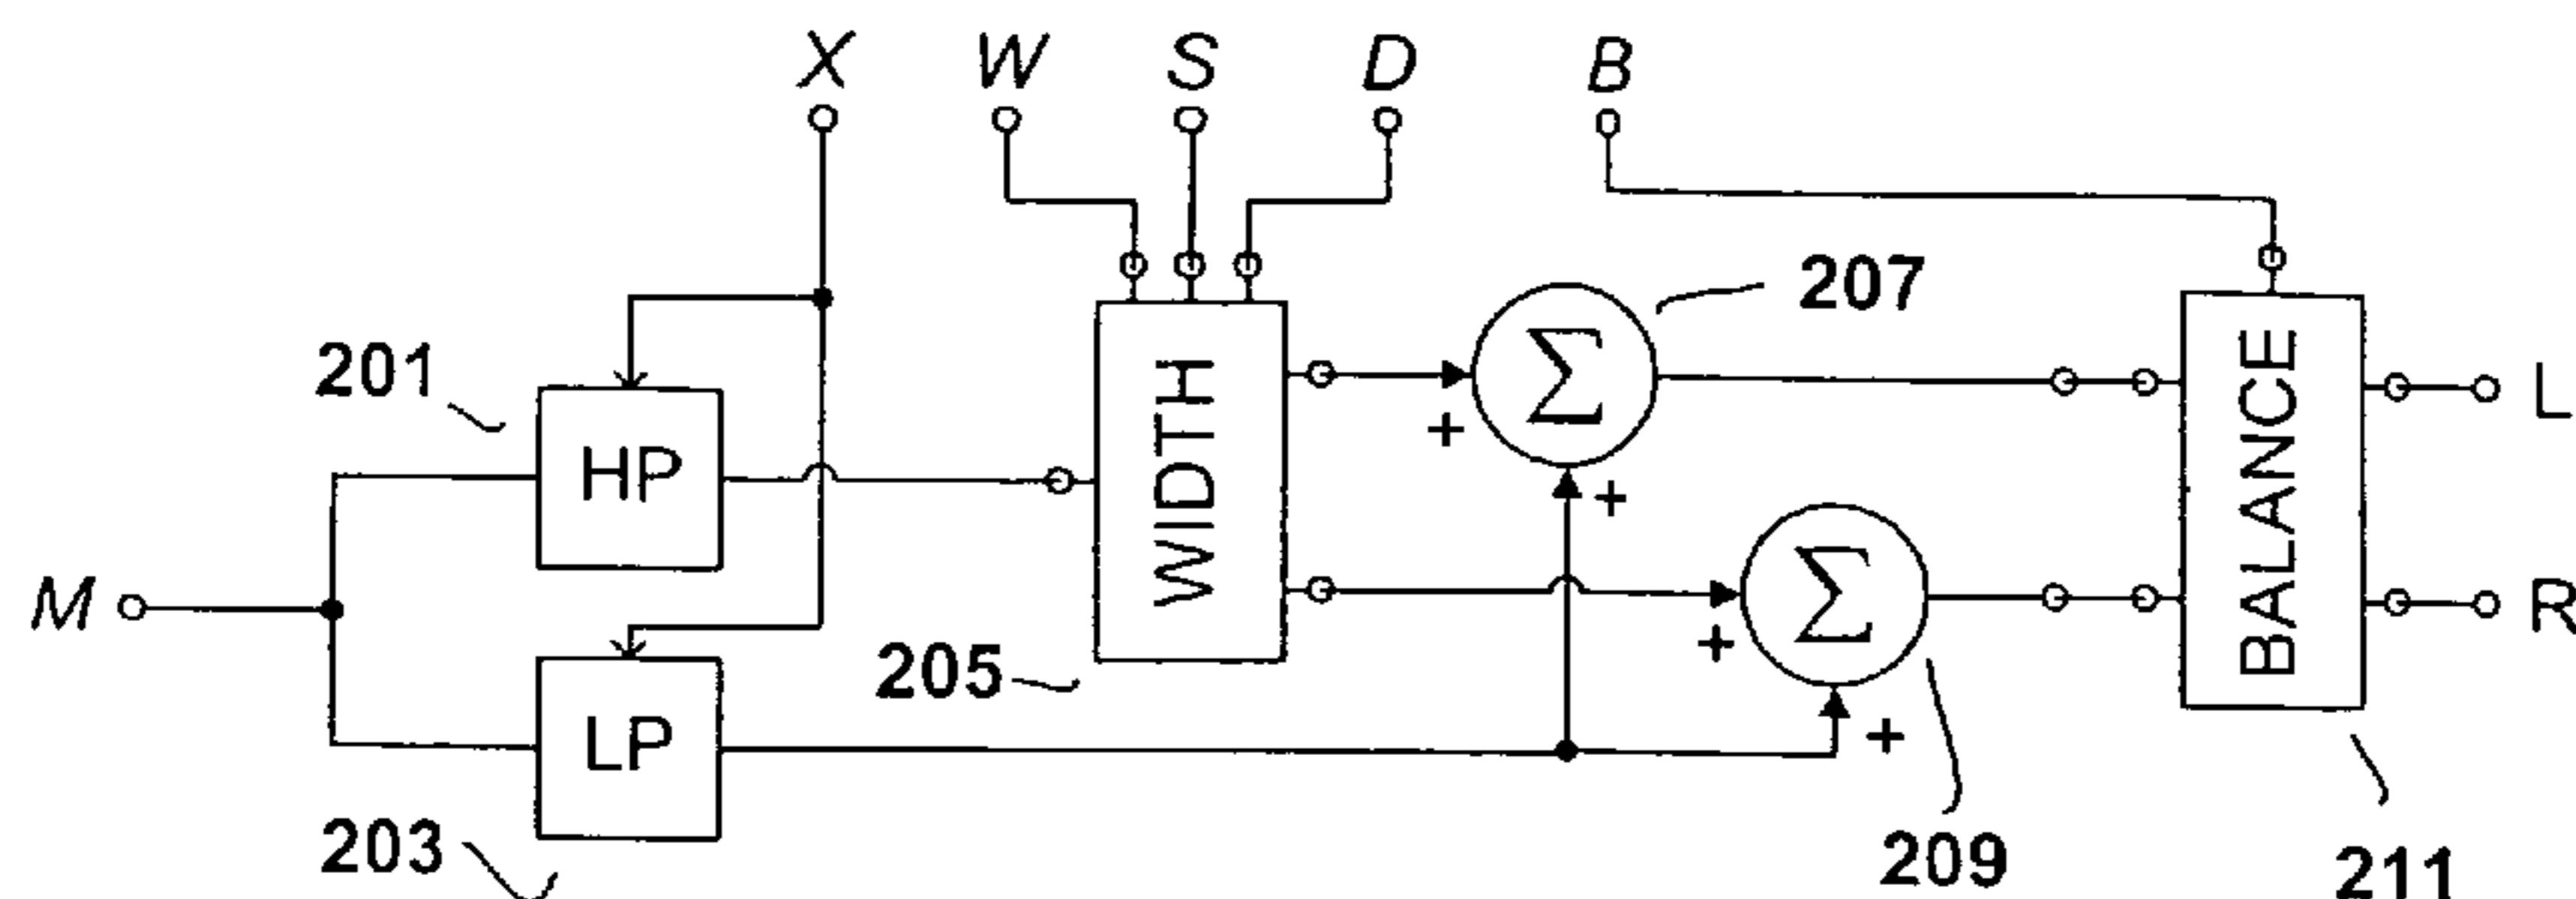 X W S D B
207
201
HP
WIDTH
Σ
+
+
BALANCE
L
M
LP
205
Σ
+
+
R
203
209
211